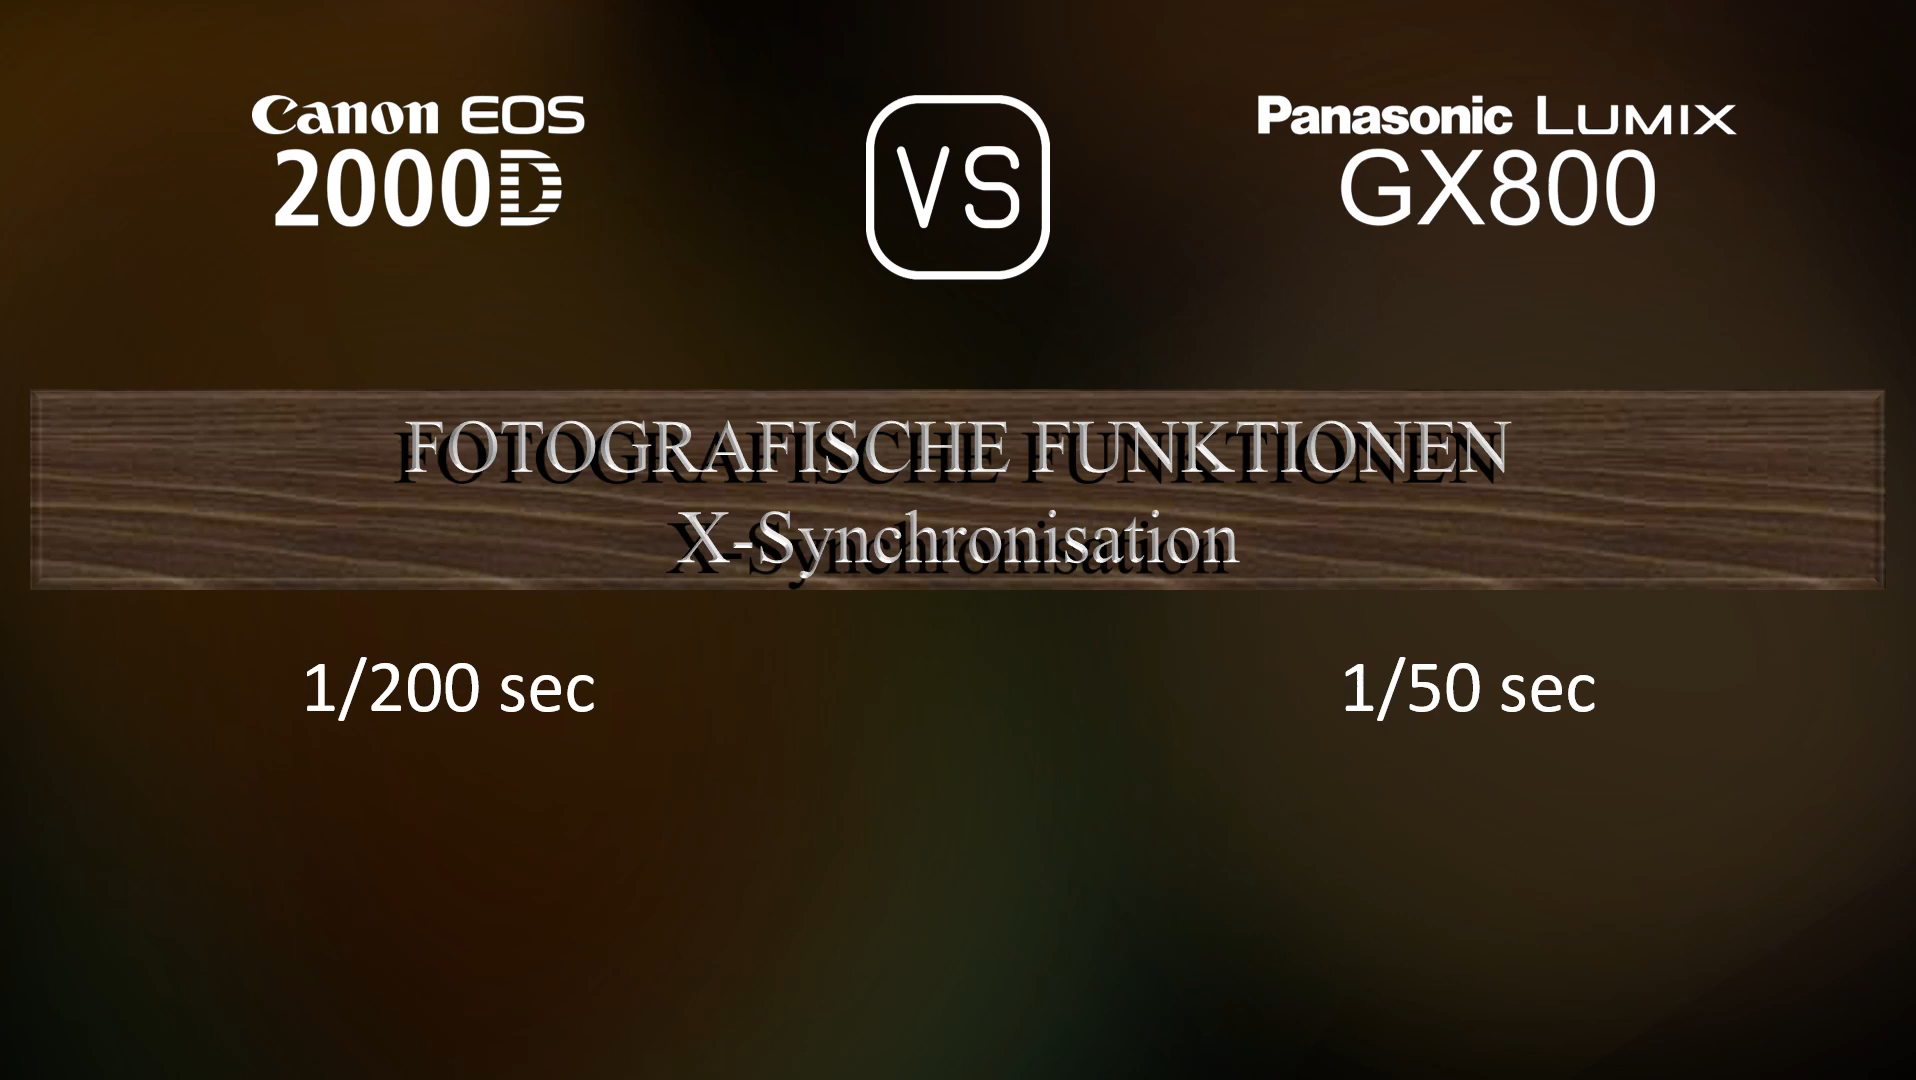 Canon EOS
2000D
VS
Panasonic LUMIX
GX800
FOTOGRAFISCHE FUNKTIONEN
X-Synchronisation
1/200 sec
1/50 sec